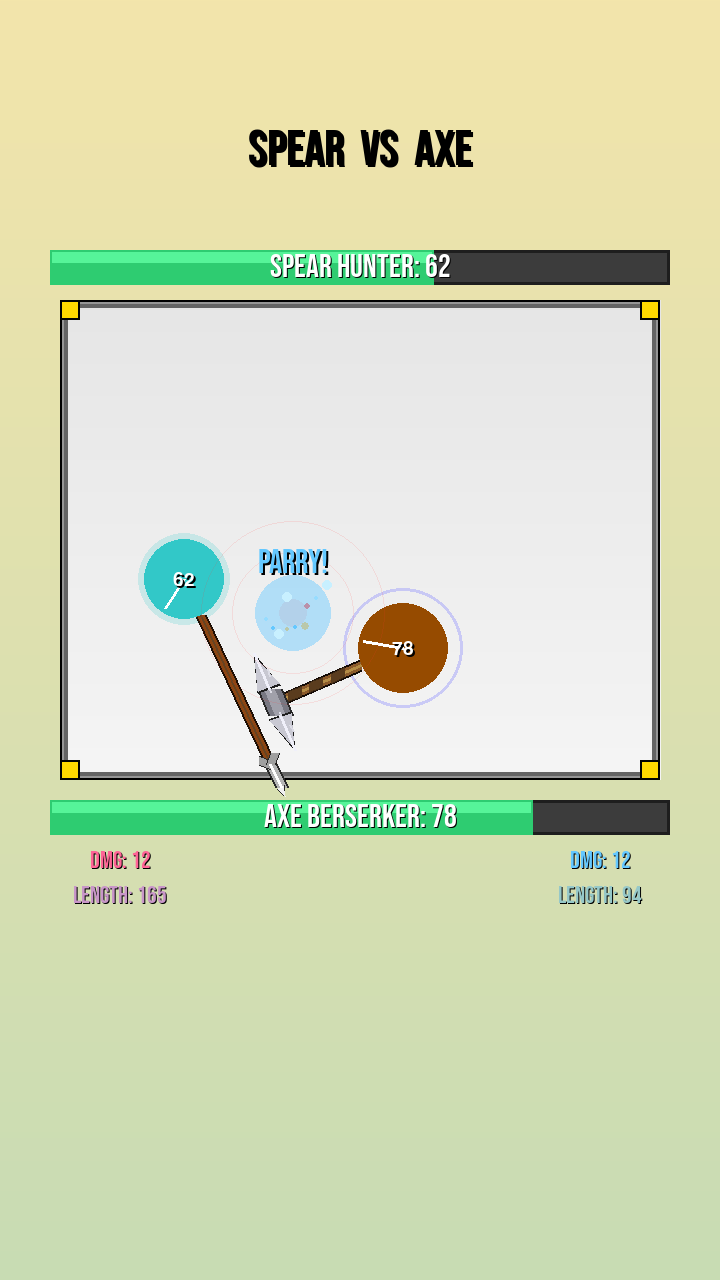 SPEAR VS AXE
SPEAR HUNTER: 62
PARRY!
62
78
AXE BERSERKER: 78
DMG: 12
DMG: 12
LENGTH: 165
LENGTH: 94